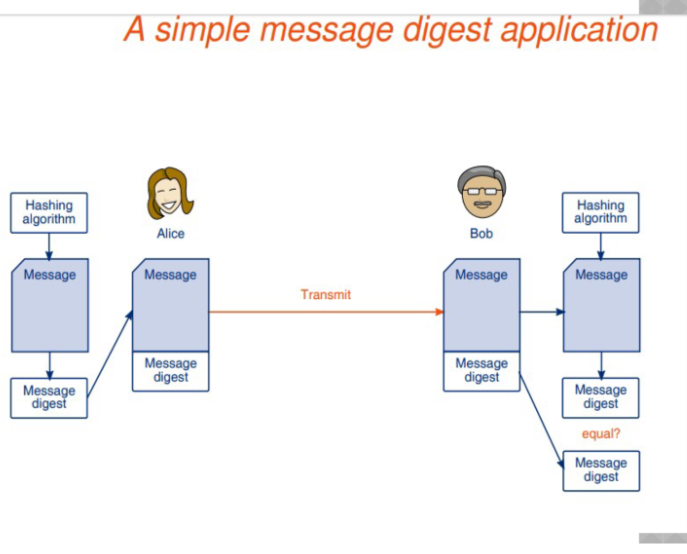 A simple message digest application
Hashing
algorithm
Message
Message
digest
Alice
Message
Message
digest
Transmit
Bob
Message
Message
digest
Hashing
algorithm
Message
Message
digest
equal?
Message
digest